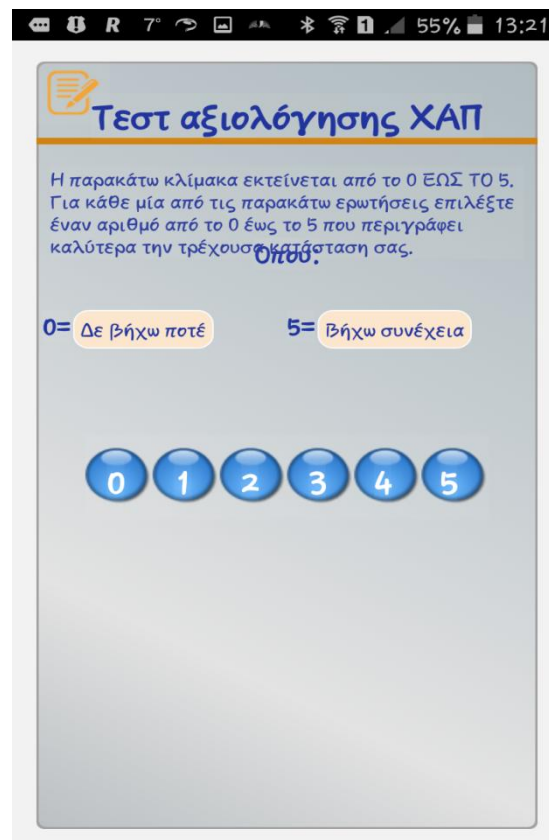 R 7° 1 55% 13:21
Τεστ αξιολόγησης ΧΑΠ
Η παρακάτω κλίμακα εκτείνεται από το 0 ΕΩΣ ΤΟ 5.
Για κάθε μία από τις παρακάτω ερωτήσεις επιλέξτε
έναν αριθμό από το 0 έως το 5 που περιγράφει
καλύτερα την τρέχουσα κατάσταση σας.
Όπου:
0= Δε βήχω ποτέ 5= Βήχω συνέχεια
0 1 2 3 4 5